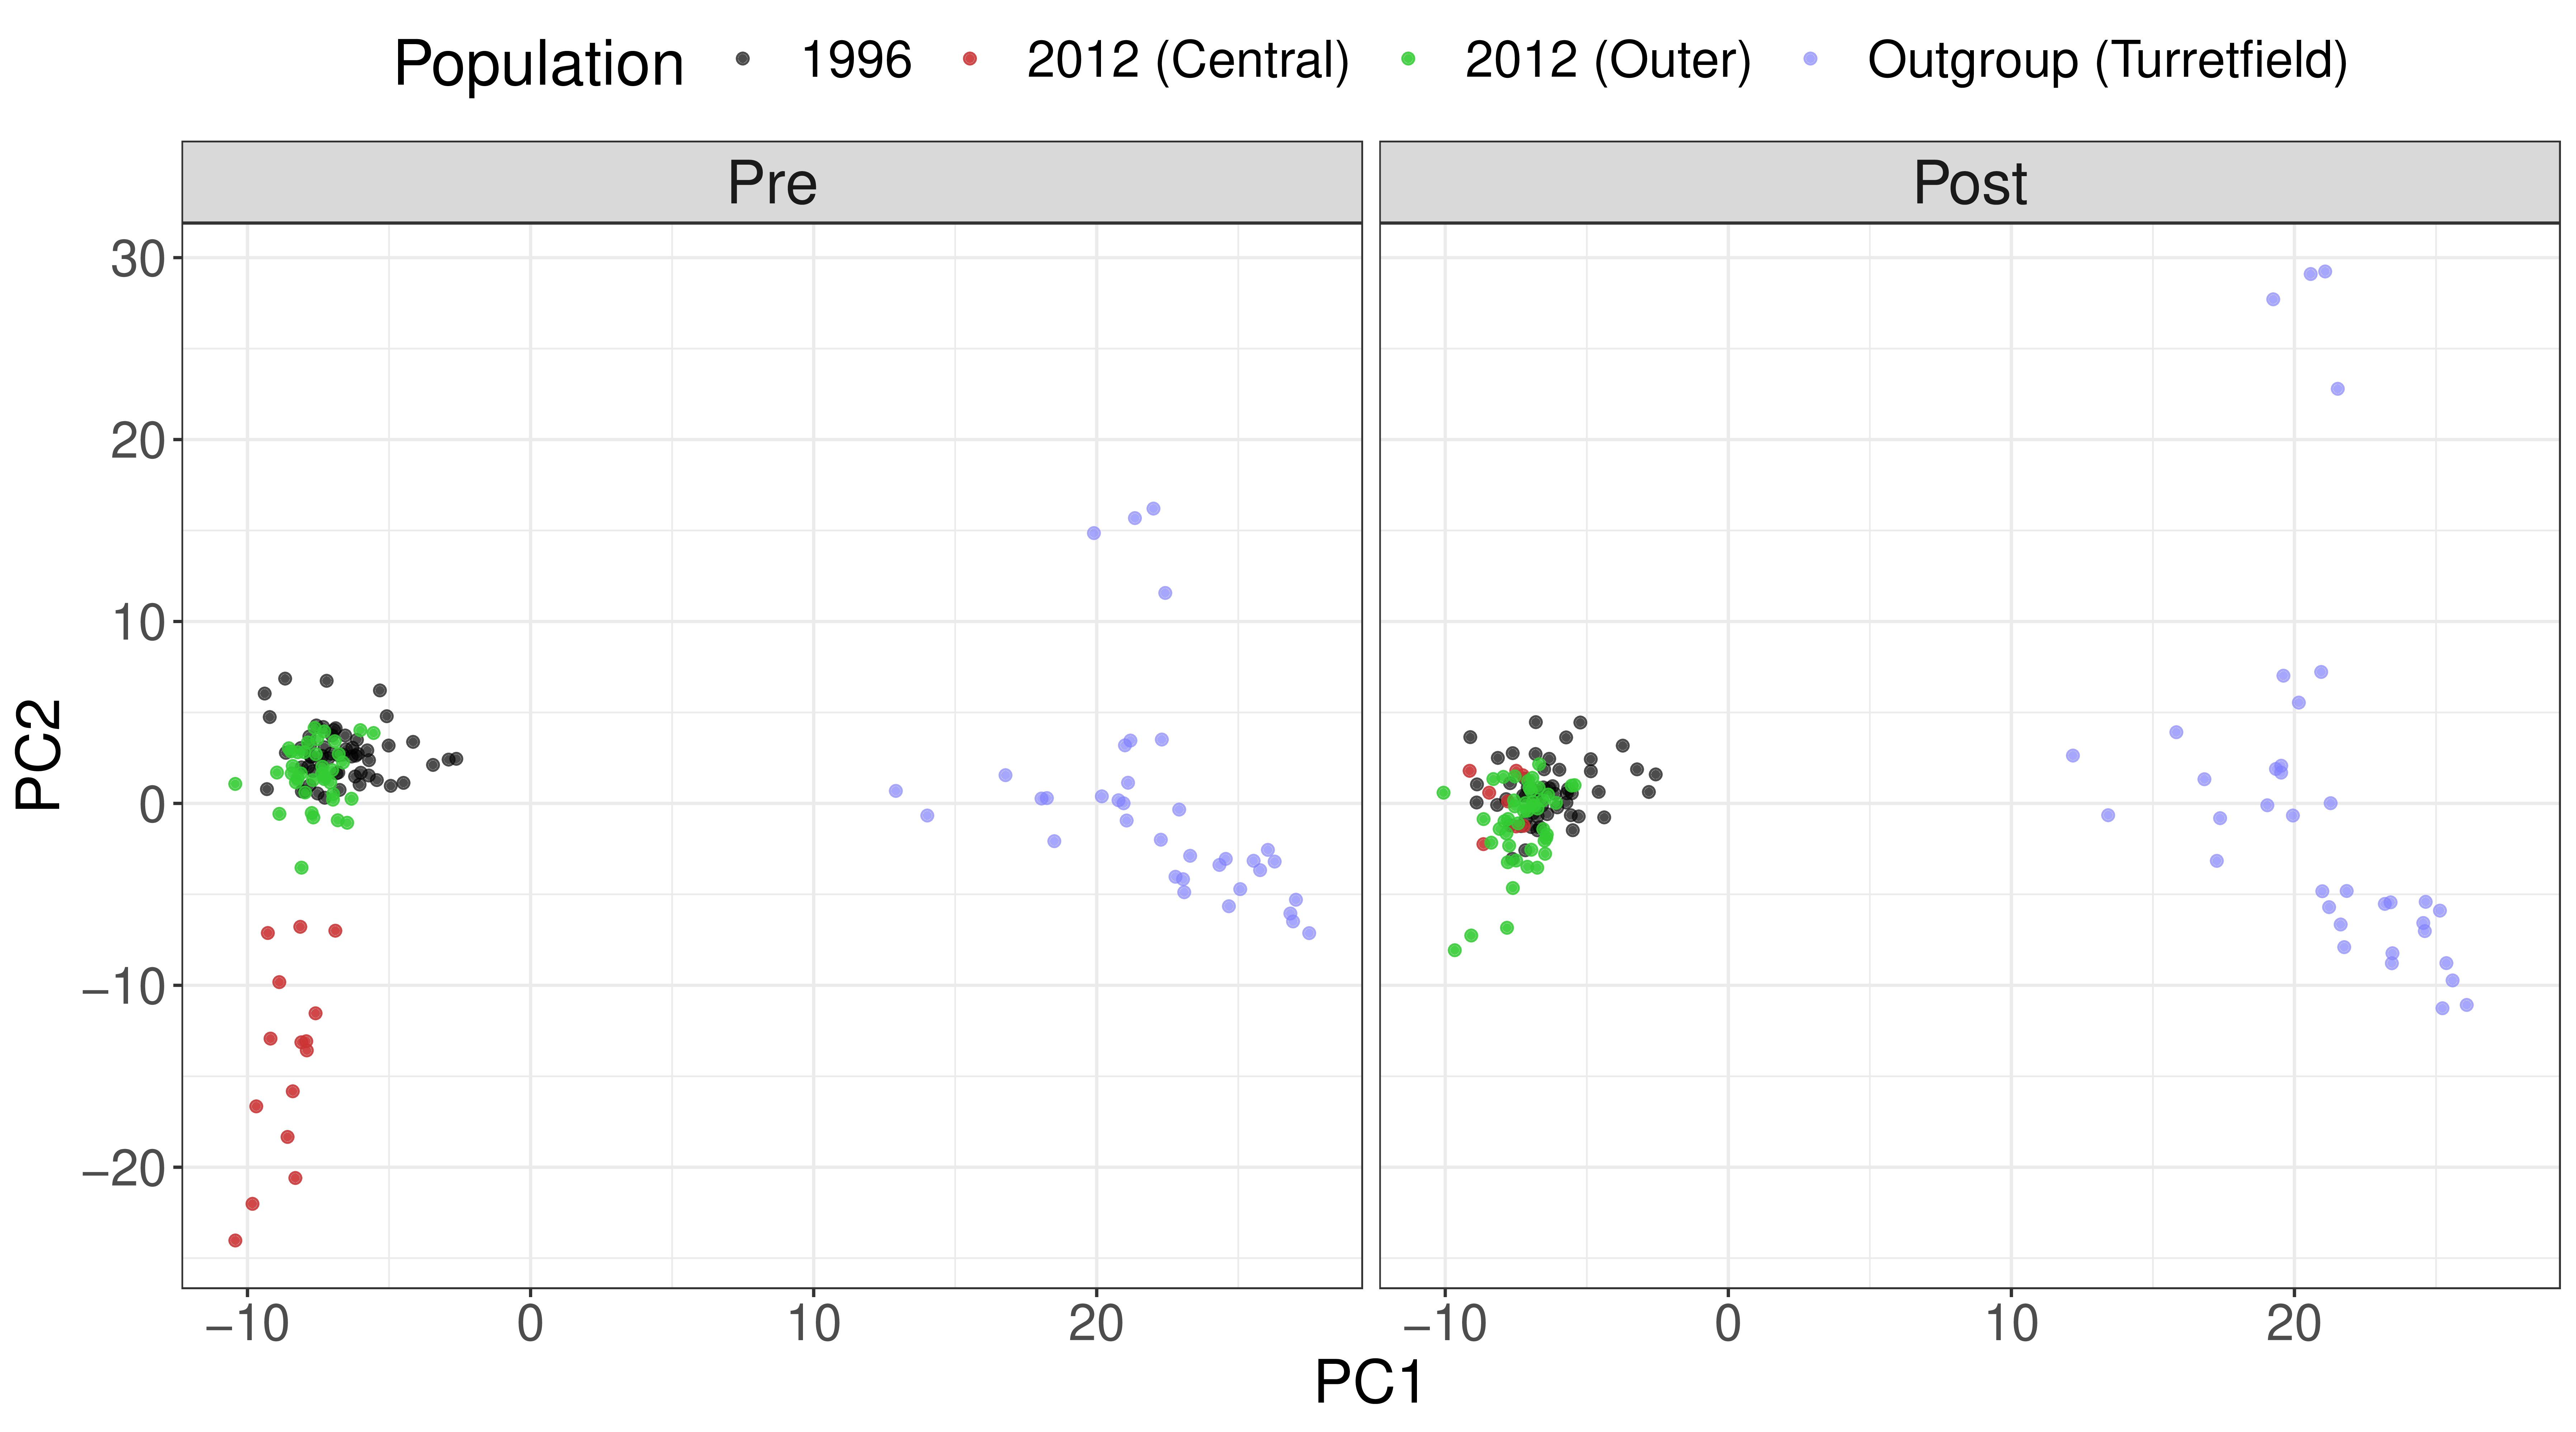 Population 1996 2012 (Central) 2012 (Outer) Outgroup (Turretfield)
Pre Post
30
20
10
0
−10
−20
PC2
−10 0 10 20 −10 0 10 20
PC1